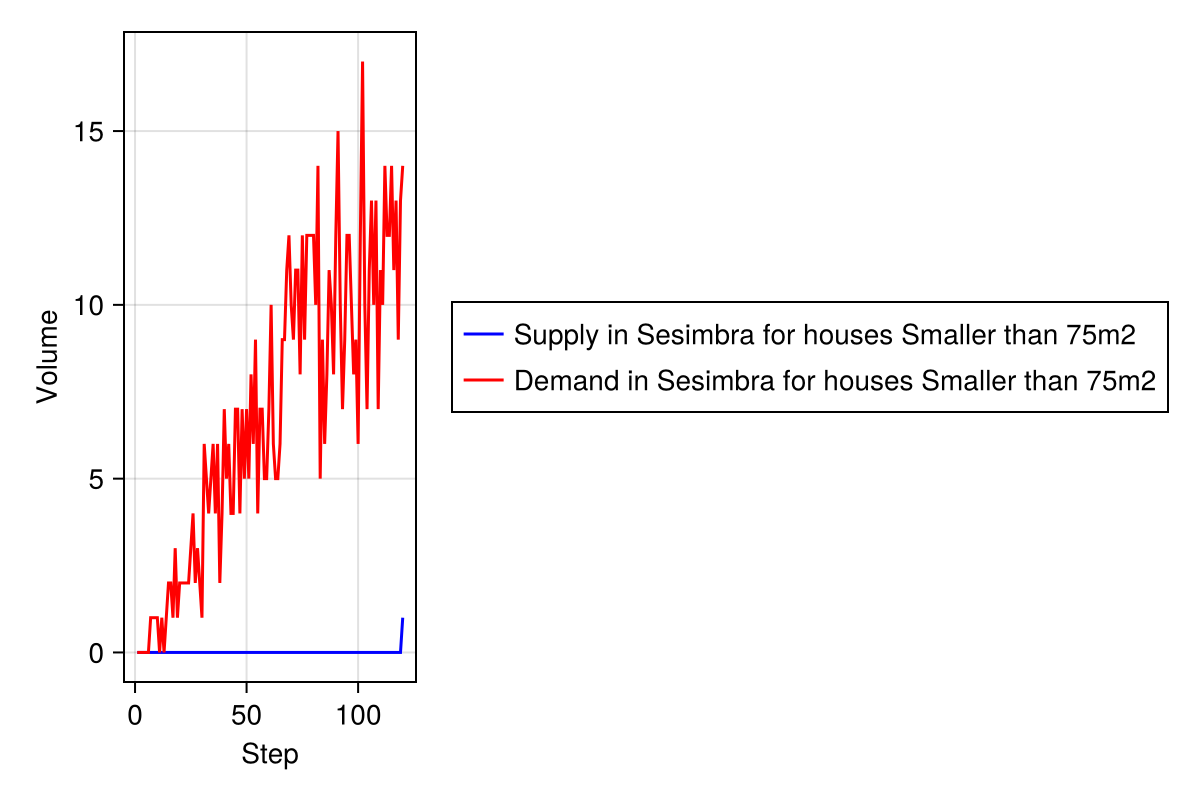 Volume
15
10
5
0
0 50 100
Step
Supply in Sesimbra for houses Smaller than 75m2
Demand in Sesimbra for houses Smaller than 75m2